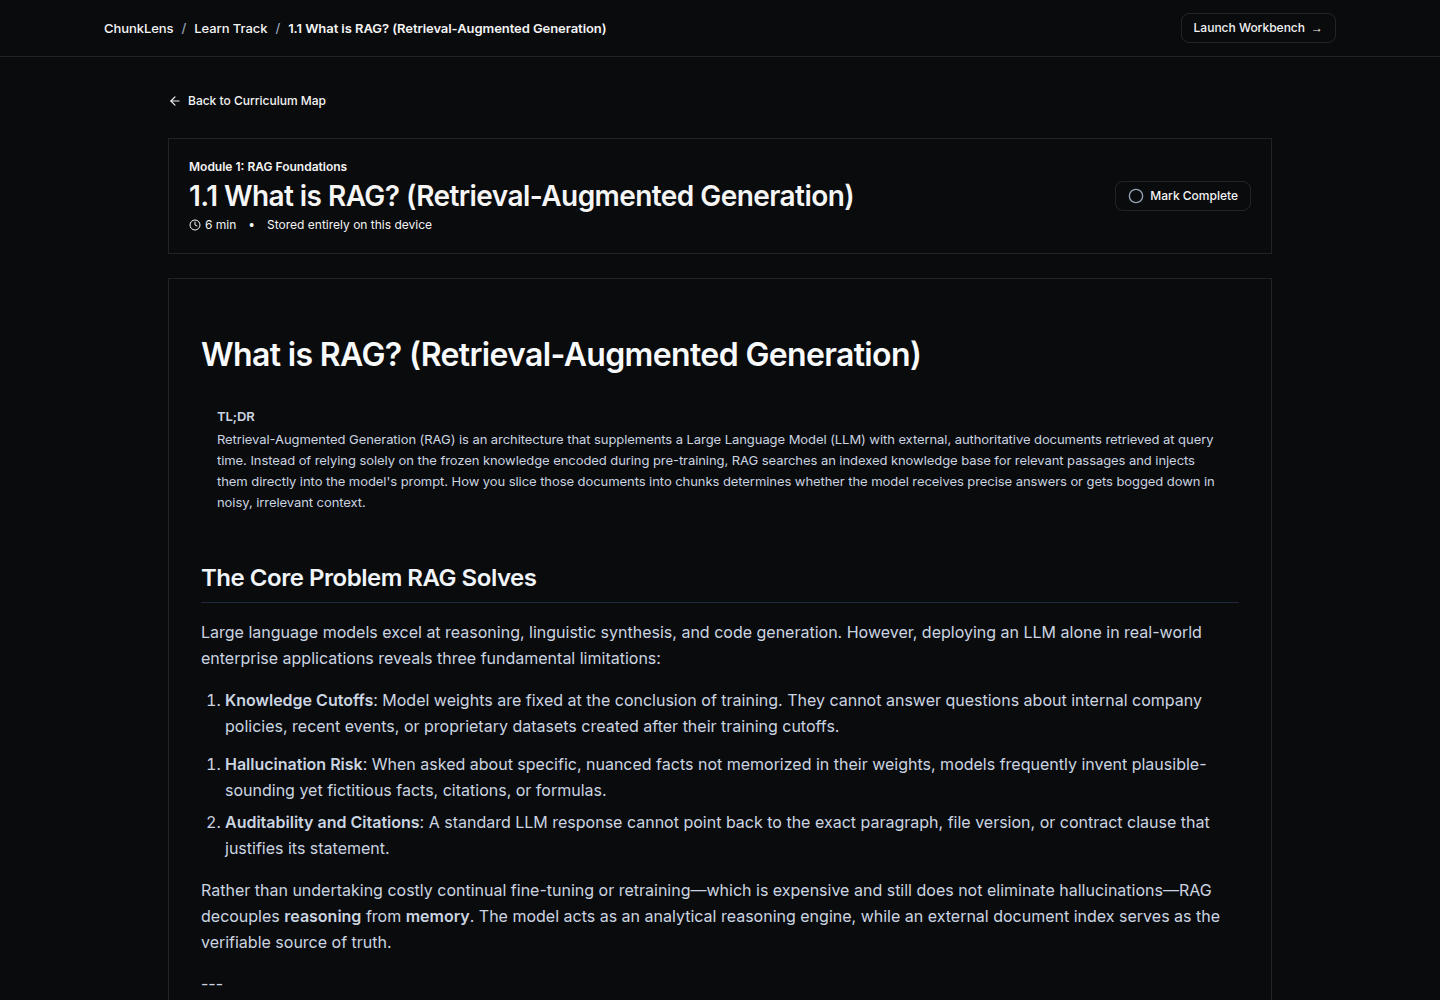 ChunkLens / Learn Track / 1.1 What is RAG? (Retrieval-Augmented Generation)
Launch Workbench →
← Back to Curriculum Map
Module 1: RAG Foundations
1.1 What is RAG? (Retrieval-Augmented Generation)
Mark Complete
6 min • Stored entirely on this device
What is RAG? (Retrieval-Augmented Generation)
TL;DR
Retrieval-Augmented Generation (RAG) is an architecture that supplements a Large Language Model (LLM) with external, authoritative documents retrieved at query
time. Instead of relying solely on the frozen knowledge encoded during pre-training, RAG searches an indexed knowledge base for relevant passages and injects
them directly into the model's prompt. How you slice those documents into chunks determines whether the model receives precise answers or gets bogged down in
noisy, irrelevant context.
The Core Problem RAG Solves
Large language models excel at reasoning, linguistic synthesis, and code generation. However, deploying an LLM alone in real-world
enterprise applications reveals three fundamental limitations:
1. Knowledge Cutoffs: Model weights are fixed at the conclusion of training. They cannot answer questions about internal company
policies, recent events, or proprietary datasets created after their training cutoffs.
1. Hallucination Risk: When asked about specific, nuanced facts not memorized in their weights, models frequently invent plausible-
sounding yet fictitious facts, citations, or formulas.
2. Auditability and Citations: A standard LLM response cannot point back to the exact paragraph, file version, or contract clause that
justifies its statement.
Rather than undertaking costly continual fine-tuning or retraining—which is expensive and still does not eliminate hallucinations—RAG
decouples reasoning from memory. The model acts as an analytical reasoning engine, while an external document index serves as the
verifiable source of truth.
---